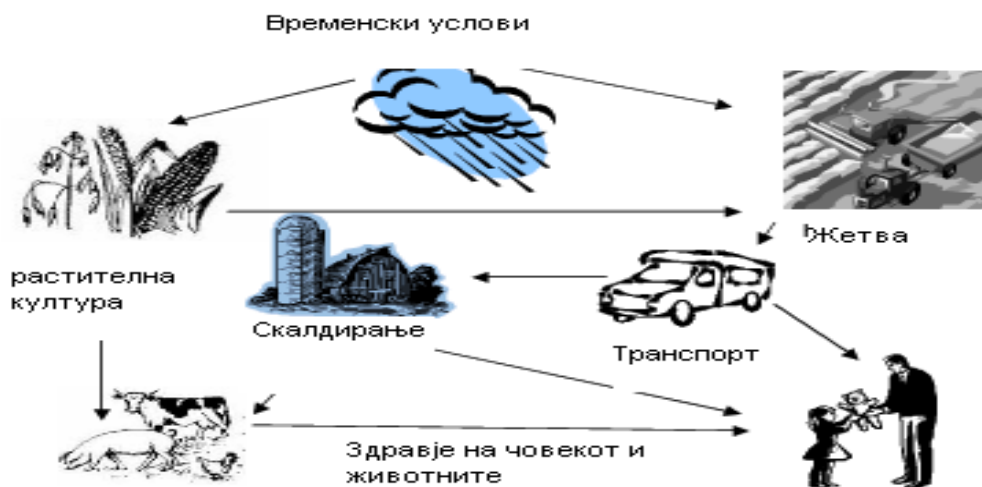 Временски услови
Жетва
растителна
култура
Скалдирање
Транспорт
Здравје на човекот и
животните